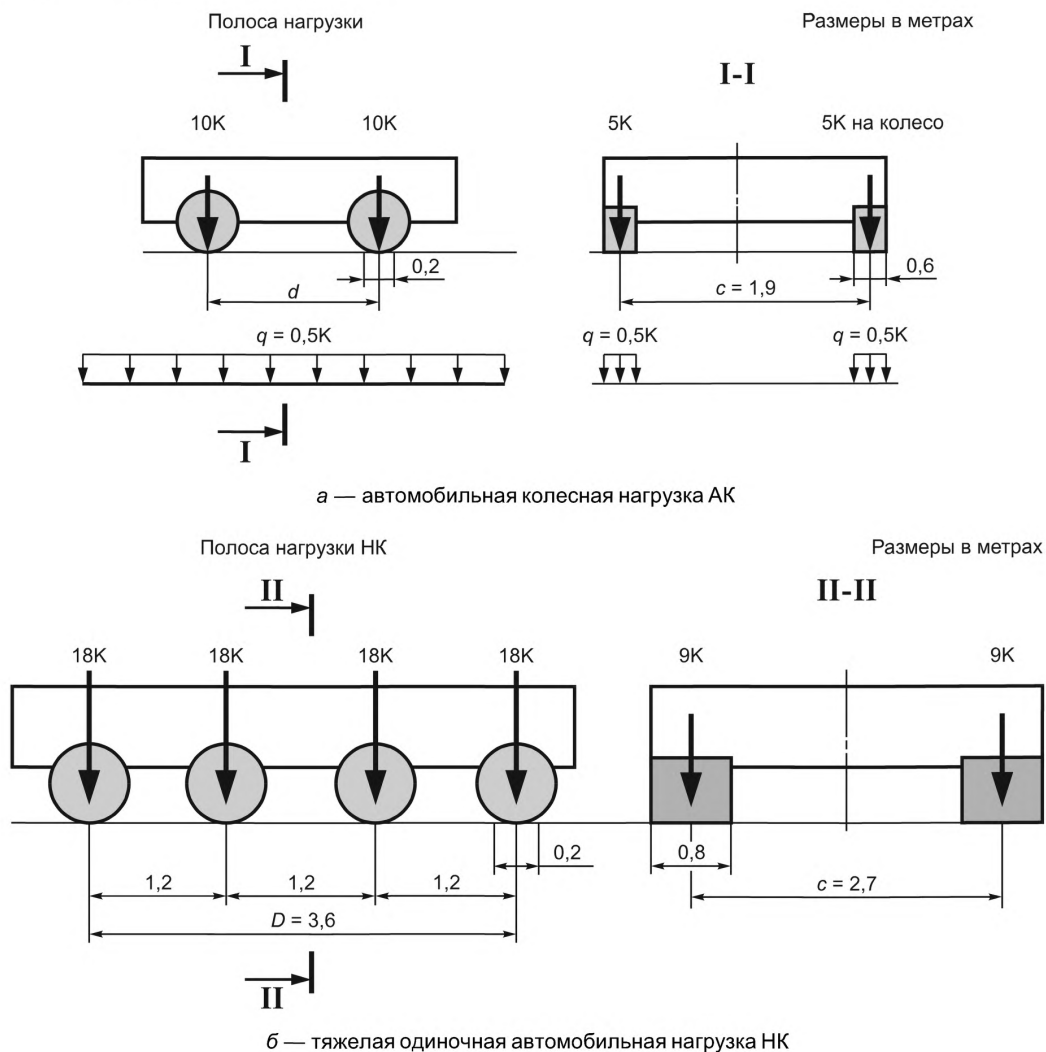 Полоса нагрузки
Размеры в метрах
I
I-I
10K
10K
5K
5K на колесо
0,2
0,6
d
c = 1,9
q = 0,5K
q = 0,5K
q = 0,5K
I
а — автомобильная колесная нагрузка АК
Полоса нагрузки НК
Размеры в метрах
II
II-II
18K
18K
18K
18K
9K
9K
0,2
0,8
1,2
1,2
1,2
c = 2,7
D = 3,6
II
б — тяжелая одиночная автомобильная нагрузка НК